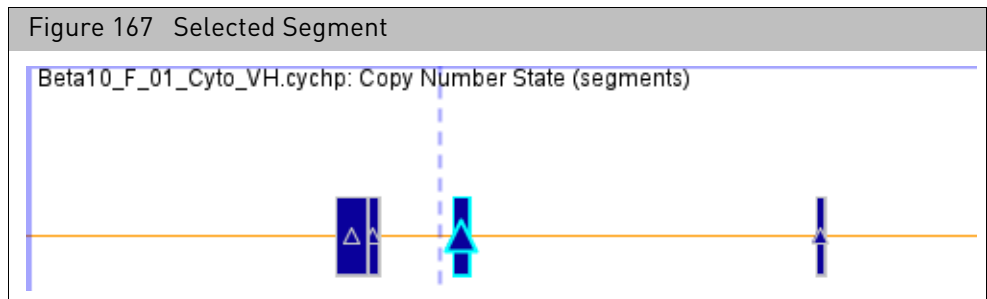 Figure 167 Selected Segment
Beta10_F_01_Cyto_VH.cychp: Copy Number State (segments)